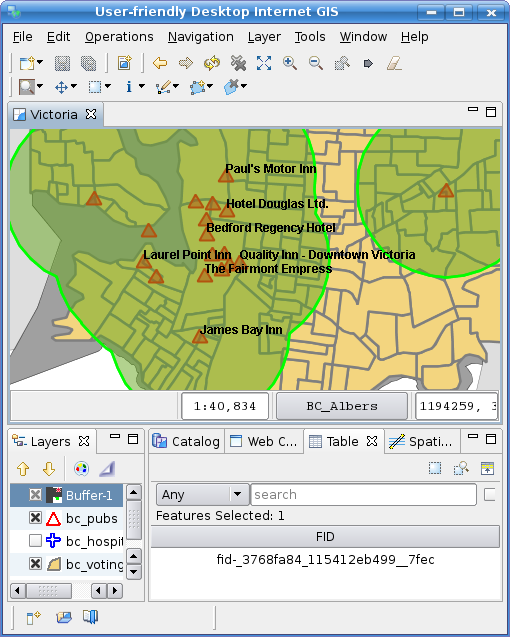 User-friendly Desktop Internet GIS
File Edit Operations Navigation Layer Tools Window Help
Victoria
Paul's Motor Inn
Hotel Douglas Ltd.
Bedford Regency Hotel
Laurel Point Inn Quality Inn - Downtown Victoria
The Fairmont Empress
James Bay Inn
1:40,834 BC_Albers 1194259, 3
Layers Catalog Web C... Table Spati...
Buffer-1
bc_pubs
bc_hospit
bc_voting
Any search
Features Selected: 1
FID
fid-_3768fa84_115412eb499__7fec